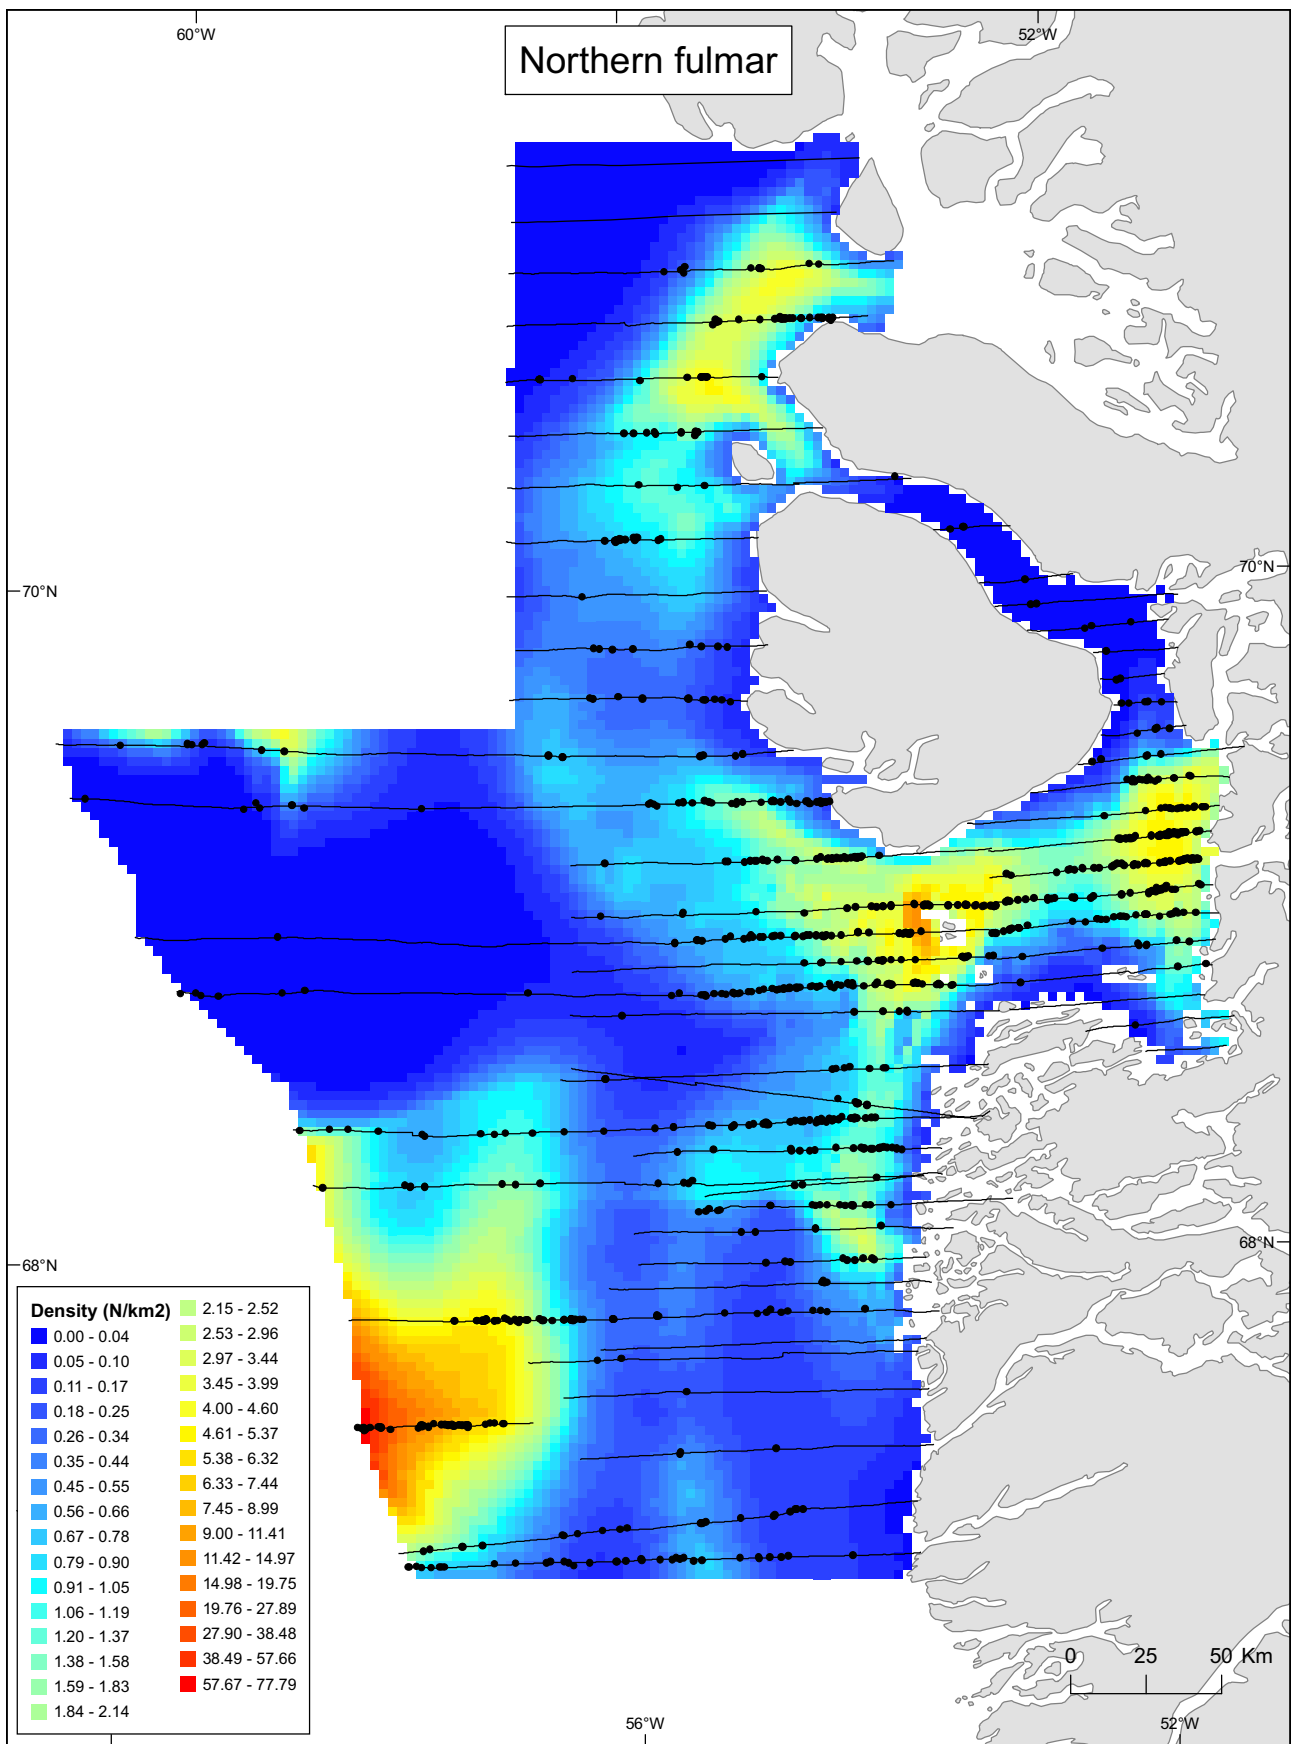 60°W
52°W
Northern fulmar
70°N
70°N
68°N
68°N
Density (N/km2)
0.00 - 0.04
0.05 - 0.10
0.11 - 0.17
0.18 - 0.25
0.26 - 0.34
0.35 - 0.44
0.45 - 0.55
0.56 - 0.66
0.67 - 0.78
0.79 - 0.90
0.91 - 1.05
1.06 - 1.19
1.20 - 1.37
1.38 - 1.58
1.59 - 1.83
1.84 - 2.14
2.15 - 2.52
2.53 - 2.96
2.97 - 3.44
3.45 - 3.99
4.00 - 4.60
4.61 - 5.37
5.38 - 6.32
6.33 - 7.44
7.45 - 8.99
9.00 - 11.41
11.42 - 14.97
14.98 - 19.75
19.76 - 27.89
27.90 - 38.48
38.49 - 57.66
57.67 - 77.79
0 25 50 Km
56°W
52°W